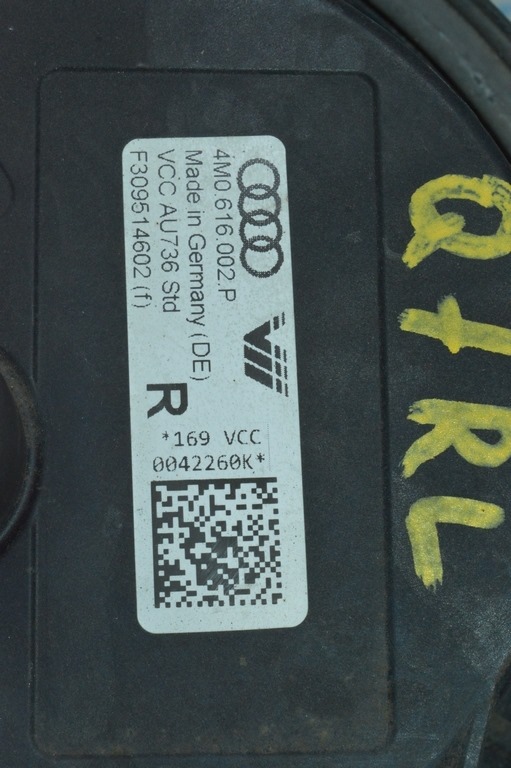 4M0.616.002.P
Made in Germany (DE)
VCC AU736 Std
F309514602 (f)
R
*169 VCC
0042260K*
Q7RL